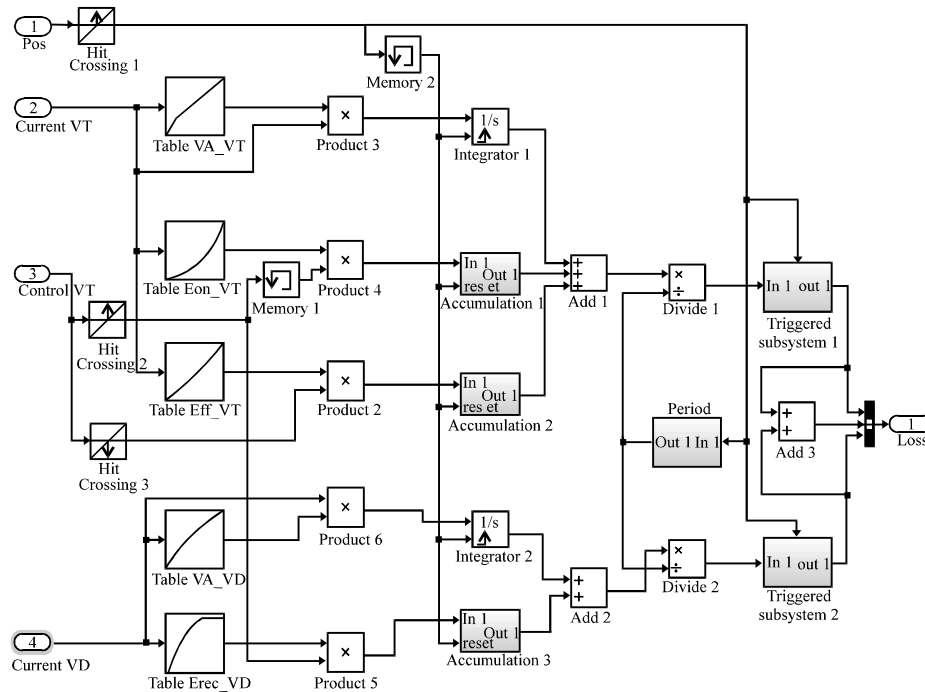 1
Pos
Hit
Crossing 1
Memory 2
2
Current VT
Table VA_VT
×
Product 3
1/s
Integrator 1
3
Control VT
Table Eon_VT
Memory 1
×
Product 4
In 1
Out 1
res et
Accumulation 1
+
+
+
Add 1
×
÷
Divide 1
In 1 out 1
Triggered
subsystem 1
Hit
Crossing 2
Table Eff_VT
×
Product 2
In 1
Out 1
res et
Accumulation 2
Period
Out 1 In 1
+
+
Add 3
1
Loss
Hit
Crossing 3
×
Product 6
1/s
Integrator 2
Table VA_VD
×
÷
Divide 2
In 1 out 1
Triggered
subsystem 2
+
+
Add 2
4
Current VD
Table Erec_VD
×
Product 5
In 1
Out 1
reset
Accumulation 3